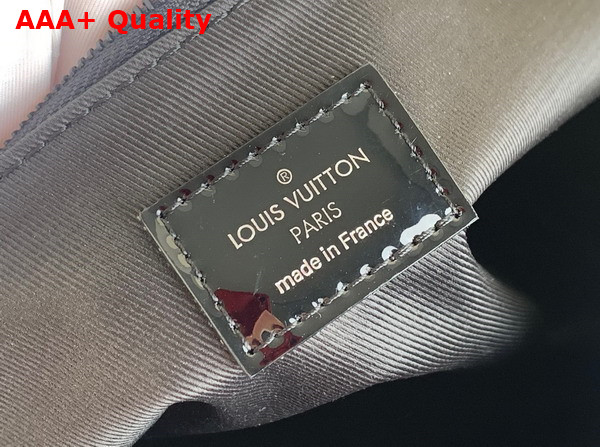 AAA+ Quality
®
LOUIS VUITTON
PARIS
made in France